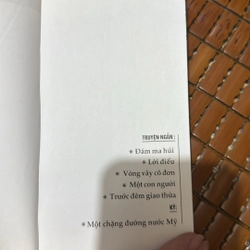 TRUYỆN NGẮN :
* Đám ma hủi
* Lời điếu
* Vòng vây cô đơn
* Một con người
* Trước đêm giao thừa
KÝ:
* Một chặng đường nước Mỹ